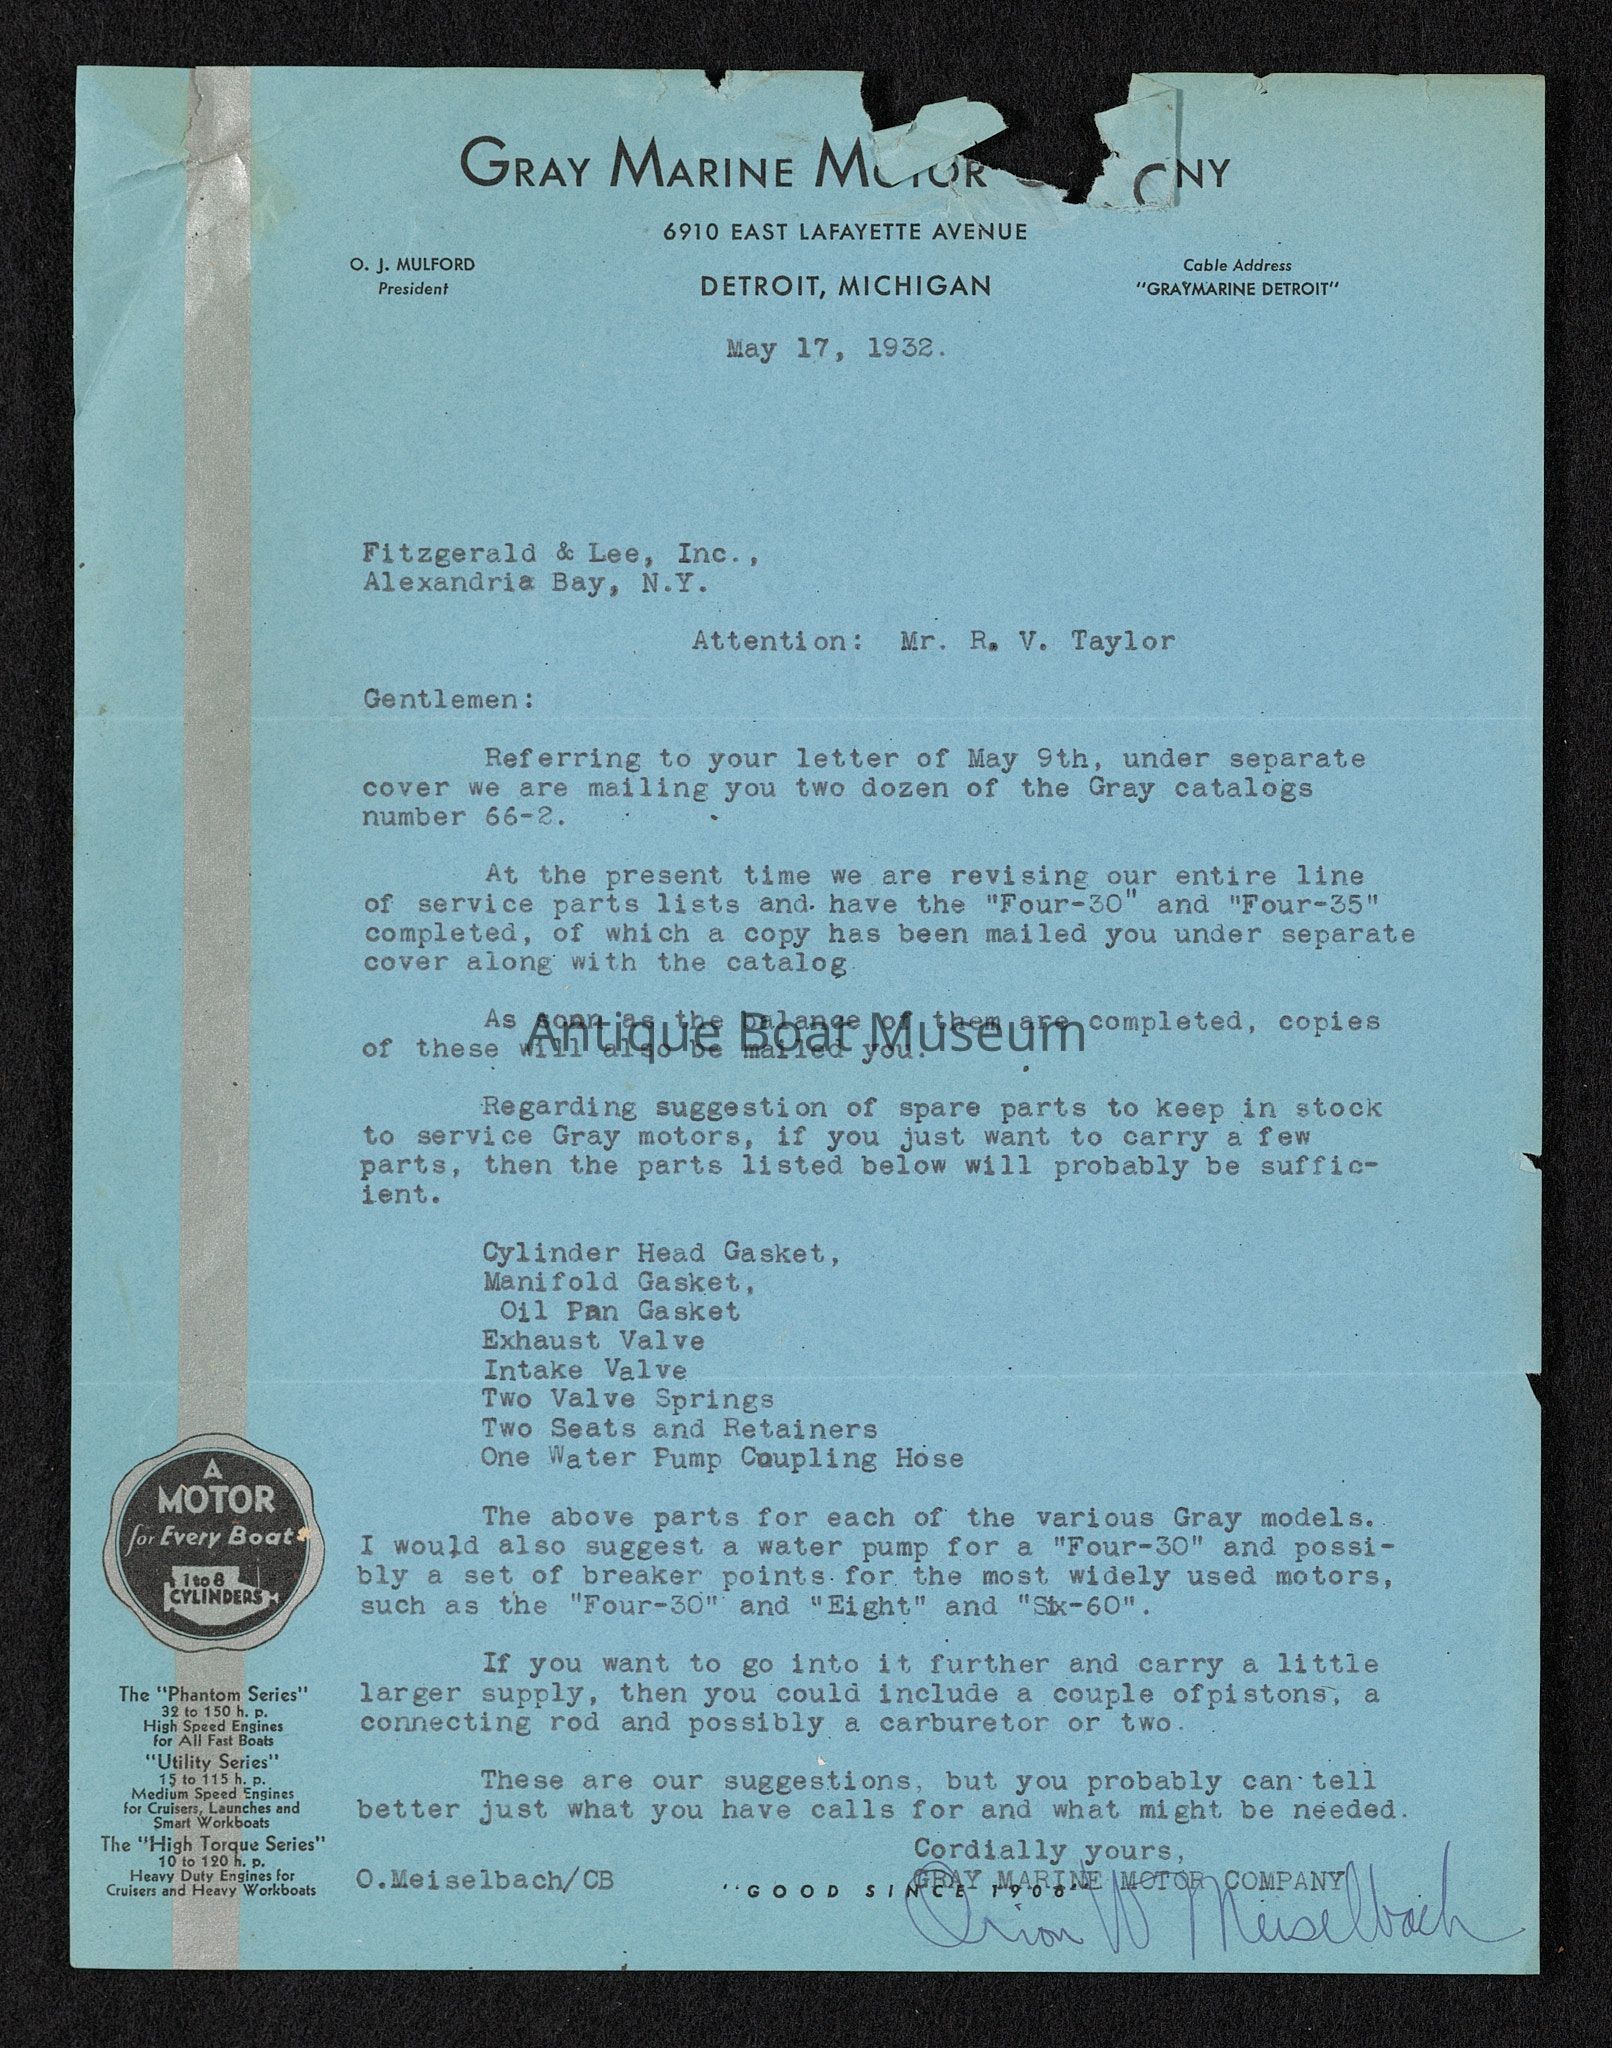 GRAY MARINE MOTOR C NY
6910 EAST LAFAYETTE AVENUE
O. J. MULFORD
President
DETROIT, MICHIGAN
Cable Address
"GRAYMARINE DETROIT"
May 17, 1932.
Fitzgerald & Lee, Inc.,
Alexandria Bay, N.Y.
Attention: Mr. R. V. Taylor
Gentlemen:
Referring to your letter of May 9th, under separate
cover we are mailing you two dozen of the Gray catalogs
number 66-2.
At the present time we are revising our entire line
of service parts lists and have the "Four-30" and "Four-35"
completed, of which a copy has been mailed you under separate
cover along with the catalog
As soon as the balance of them are completed, copies
of these will also be mailed you.
Antique Boat Museum
Regarding suggestion of spare parts to keep in stock
to service Gray motors, if you just want to carry a few
parts, then the parts listed below will probably be suffic-
ient.
Cylinder Head Gasket,
Manifold Gasket,
Oil Pan Gasket
Exhaust Valve
Intake Valve
Two Valve Springs
Two Seats and Retainers
One Water Pump Coupling Hose
The above parts for each of the various Gray models.
I would also suggest a water pump for a "Four-30" and possi-
bly a set of breaker points for the most widely used motors,
such as the "Four-30" and "Eight" and "Six-60".
If you want to go into it further and carry a little
larger supply, then you could include a couple ofpistons, a
connecting rod and possibly a carburetor or two.
These are our suggestions, but you probably can tell
better just what you have calls for and what might be needed.
Cordially yours,
GRAY MARINE MOTOR COMPANY
O.Meiselbach/CB
"GOOD SINCE 1906"
Orion W Meiselbach
A
MOTOR
for Every Boat
1 to 8
CYLINDERS
The "Phantom Series"
32 to 150 h. p.
High Speed Engines
for All Fast Boats
"Utility Series"
15 to 115 h. p.
Medium Speed Engines
for Cruisers, Launches and
Smart Workboats
The "High Torque Series"
10 to 120 h. p.
Heavy Duty Engines for
Cruisers and Heavy Workboats